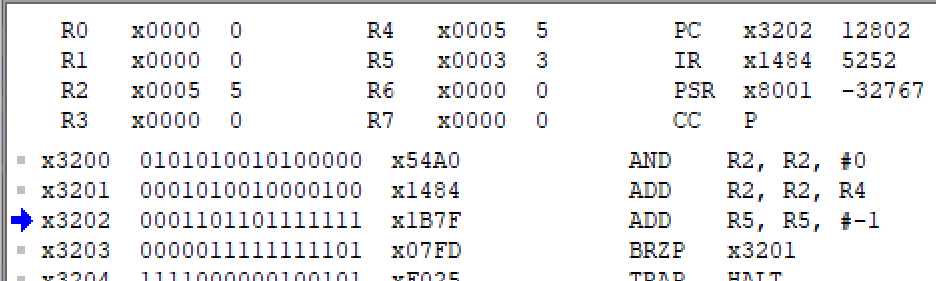 R0 x0000 0 R4 x0005 5 PC x3202 12802
R1 x0000 0 R5 x0003 3 IR x1484 5252
R2 x0005 5 R6 x0000 0 PSR x8001 -32767
R3 x0000 0 R7 x0000 0 CC P
x3200 0101010010100000 x54A0 AND R2, R2, #0
x3201 0001010010000100 x1484 ADD R2, R2, R4
x3202 0001101101111111 x1B7F ADD R5, R5, #-1
x3203 0000011111111101 x07FD BRZP x3201
x3204 1111000000100101 xF025 TRAP HALT